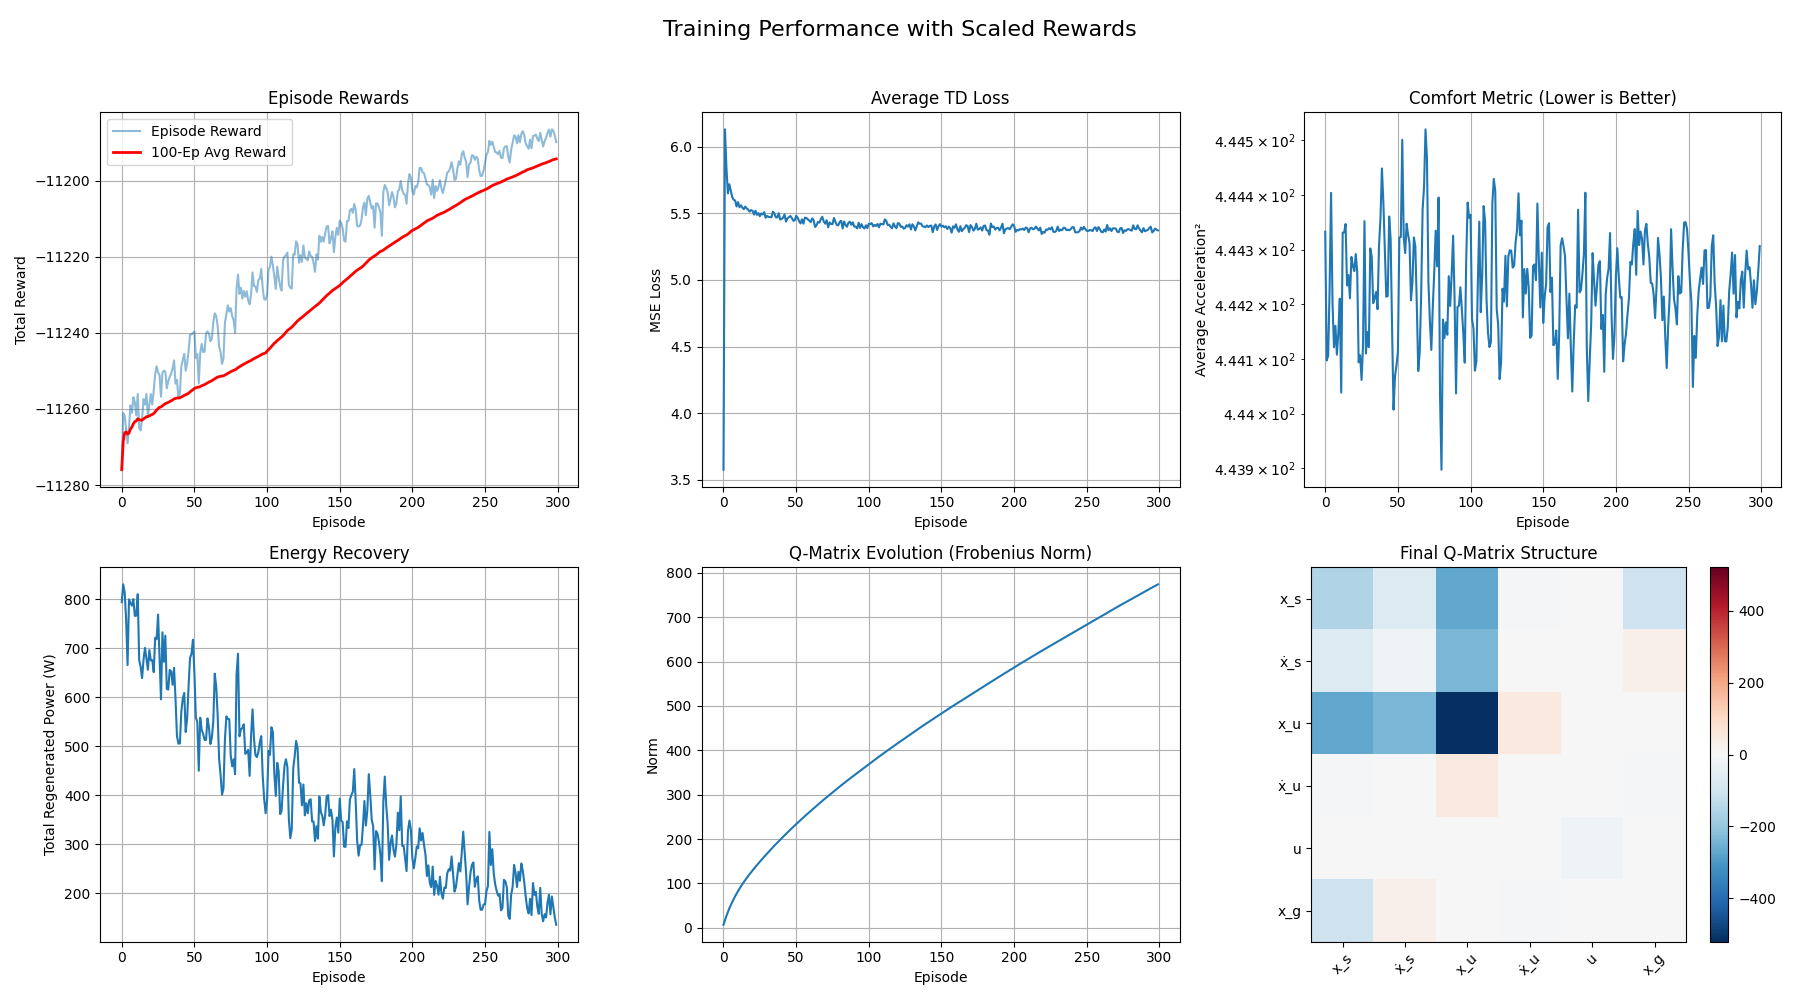 Training Performance with Scaled Rewards
Episode Rewards
Episode Reward
100-Ep Avg Reward
Total Reward
−11200
−11220
−11240
−11260
−11280
0 50 100 150 200 250 300
Episode
Average TD Loss
MSE Loss
6.0
5.5
5.0
4.5
4.0
3.5
0 50 100 150 200 250 300
Episode
Comfort Metric (Lower is Better)
Average Acceleration²
4.445 × 10²
4.444 × 10²
4.443 × 10²
4.442 × 10²
4.441 × 10²
4.44 × 10²
4.439 × 10²
0 50 100 150 200 250 300
Episode
Energy Recovery
Total Regenerated Power (W)
800
700
600
500
400
300
200
0 50 100 150 200 250 300
Episode
Q-Matrix Evolution (Frobenius Norm)
Norm
800
700
600
500
400
300
200
100
0
0 50 100 150 200 250 300
Episode
Final Q-Matrix Structure
x_s
ẋ_s
x_u
ẋ_u
u
x_g
x_s ẋ_s x_u ẋ_u u x_g
400
200
0
−200
−400